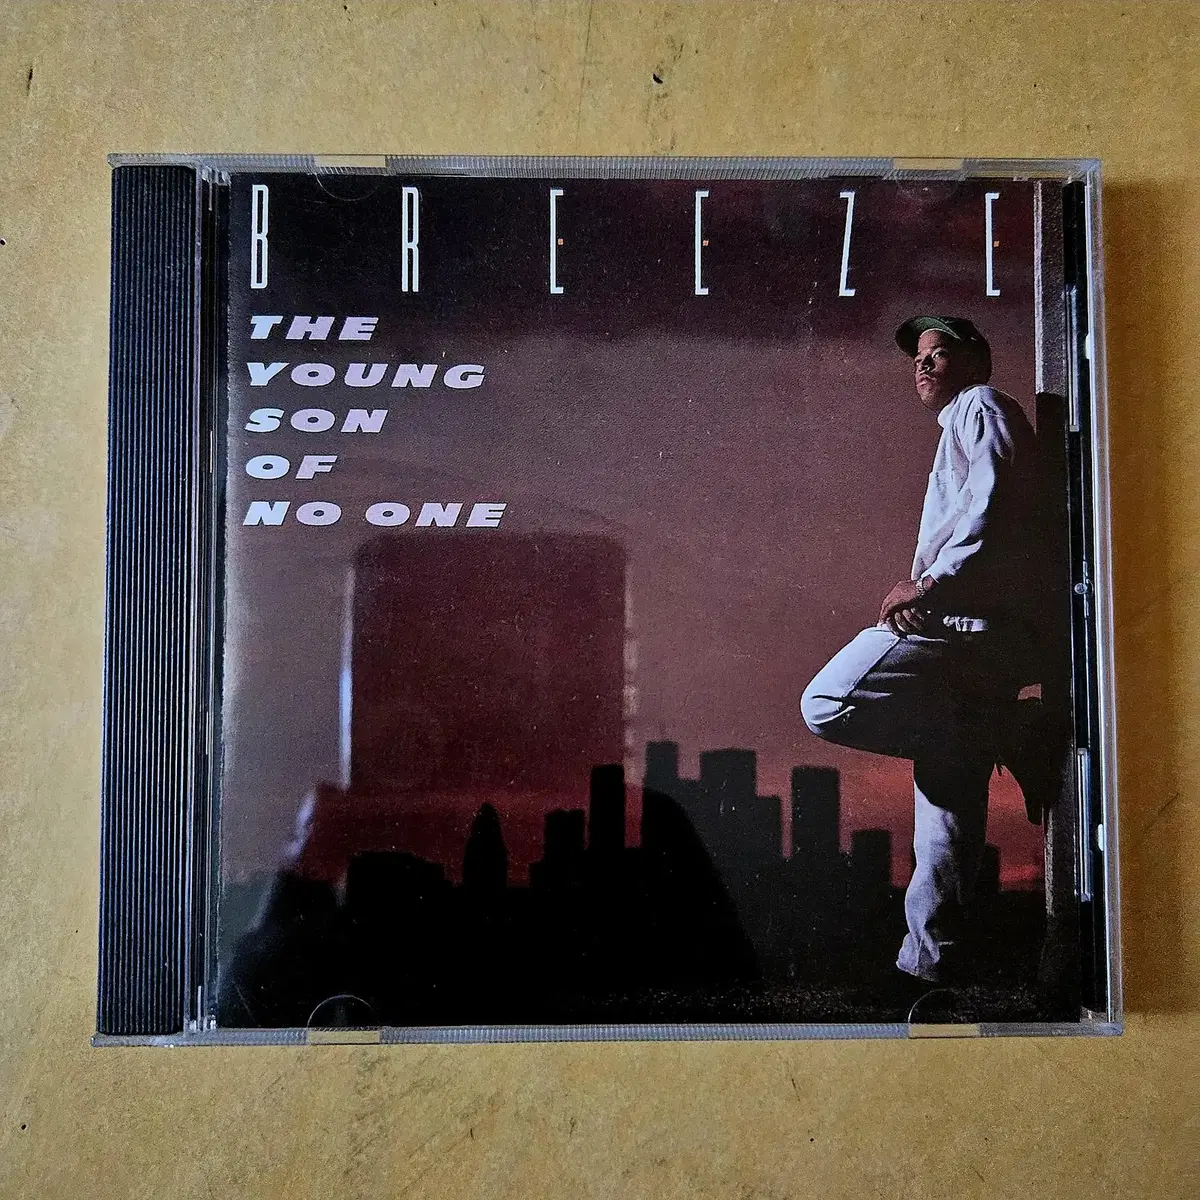 BREEZE
THE
YOUNG
SON
OF
NO ONE